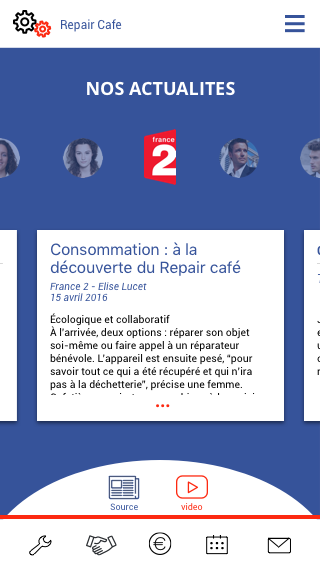 Repair Cafe
NOS ACTUALITES
france
2
Consommation : à la
découverte du Repair café
France 2 - Elise Lucet
15 avril 2016
Écologique et collaboratif
À l'arrivée, deux options : réparer son objet
soi-même ou faire appel à un réparateur
bénévole. L'appareil est ensuite pesé, "pour
savoir tout ce qui a été récupéré et qui n'ira
pas à la déchetterie", précise une femme.
Source
video